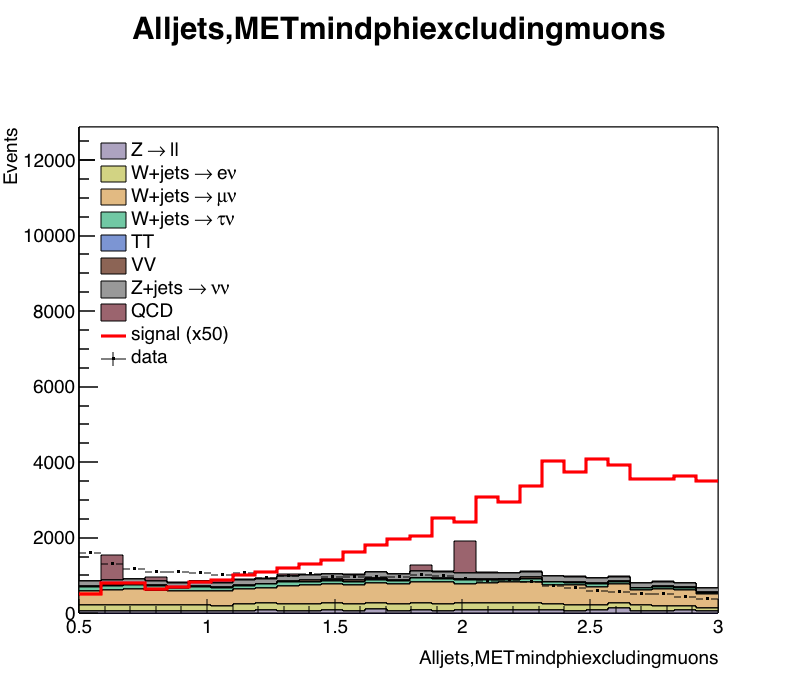 Alljets,METmindphiexcludingmuons
Events
12000
10000
8000
6000
4000
2000
0
Z → ll
W+jets → eν
W+jets → μν
W+jets → τν
TT
VV
Z+jets → νν
QCD
signal (x50)
data
0.5 1 1.5 2 2.5 3
Alljets,METmindphiexcludingmuons